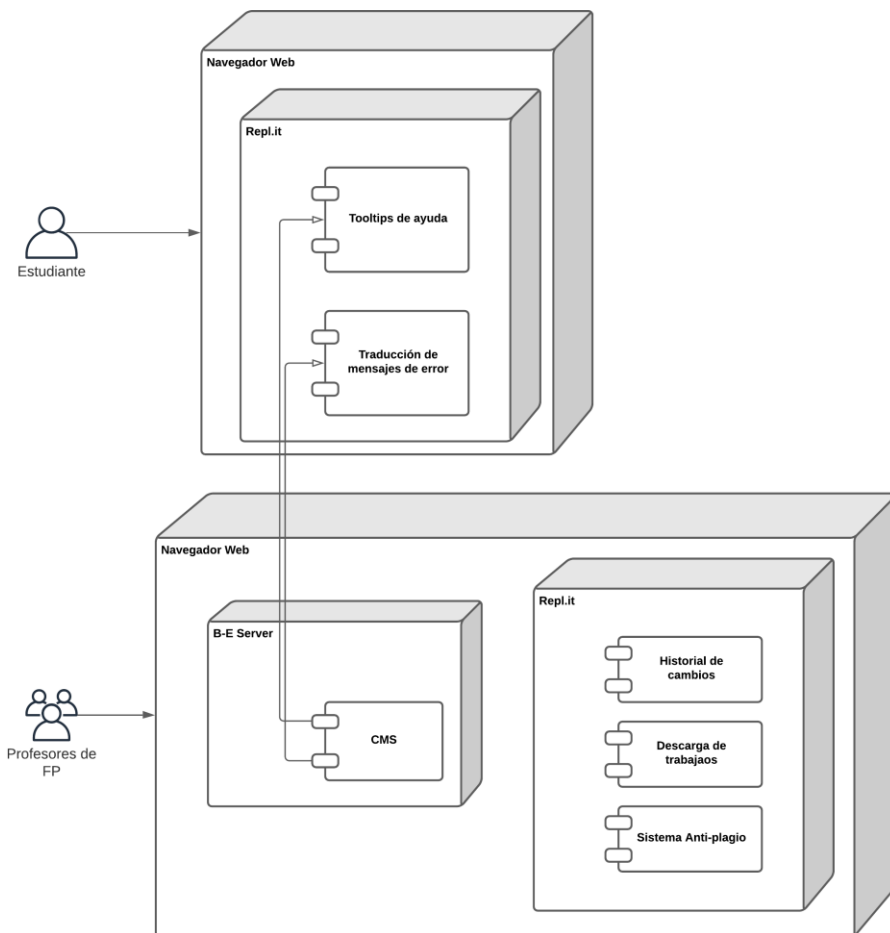 Navegador Web
Repl.it
Tooltips de ayuda
Estudiante
Traducción de
mensajes de error
Navegador Web
B-E Server
CMS
Repl.it
Historial de
cambios
Descarga de
trabajaos
Sistema Anti-plagio
Profesores de
FP